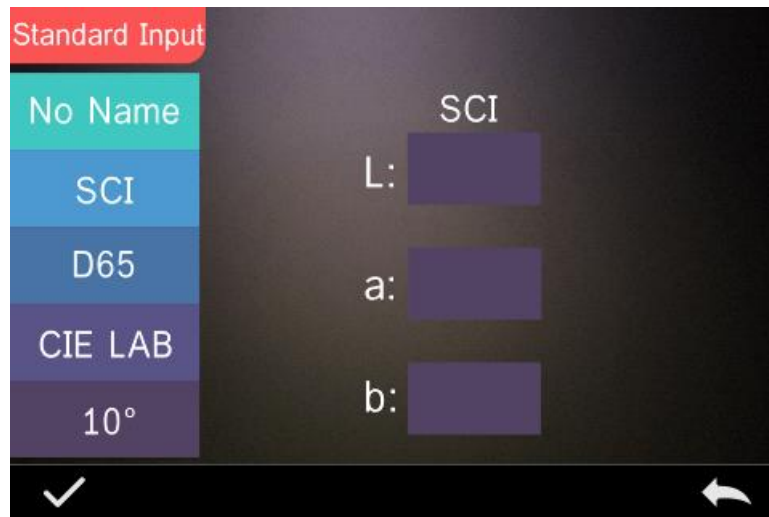 Standard Input
No Name
SCI
D65
CIE LAB
10°
SCI
L:
a:
b: